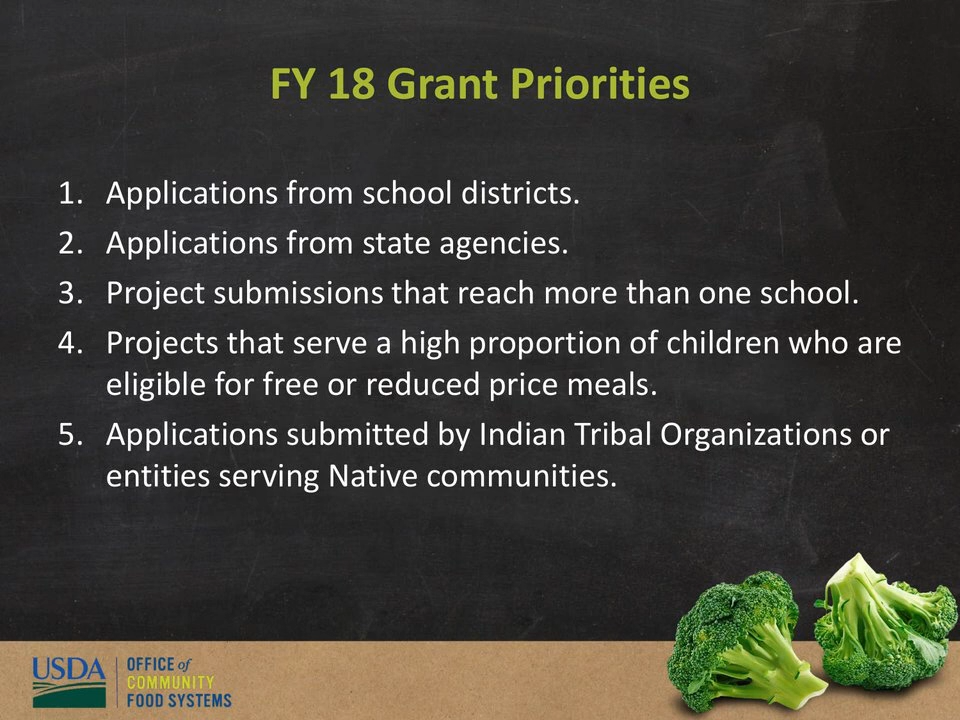 FY 18 Grant Priorities
1. Applications from school districts.
2. Applications from state agencies.
3. Project submissions that reach more than one school.
4. Projects that serve a high proportion of children who are
eligible for free or reduced price meals.
5. Applications submitted by Indian Tribal Organizations or
entities serving Native communities.
USDA
OFFICE of
COMMUNITY
FOOD SYSTEMS